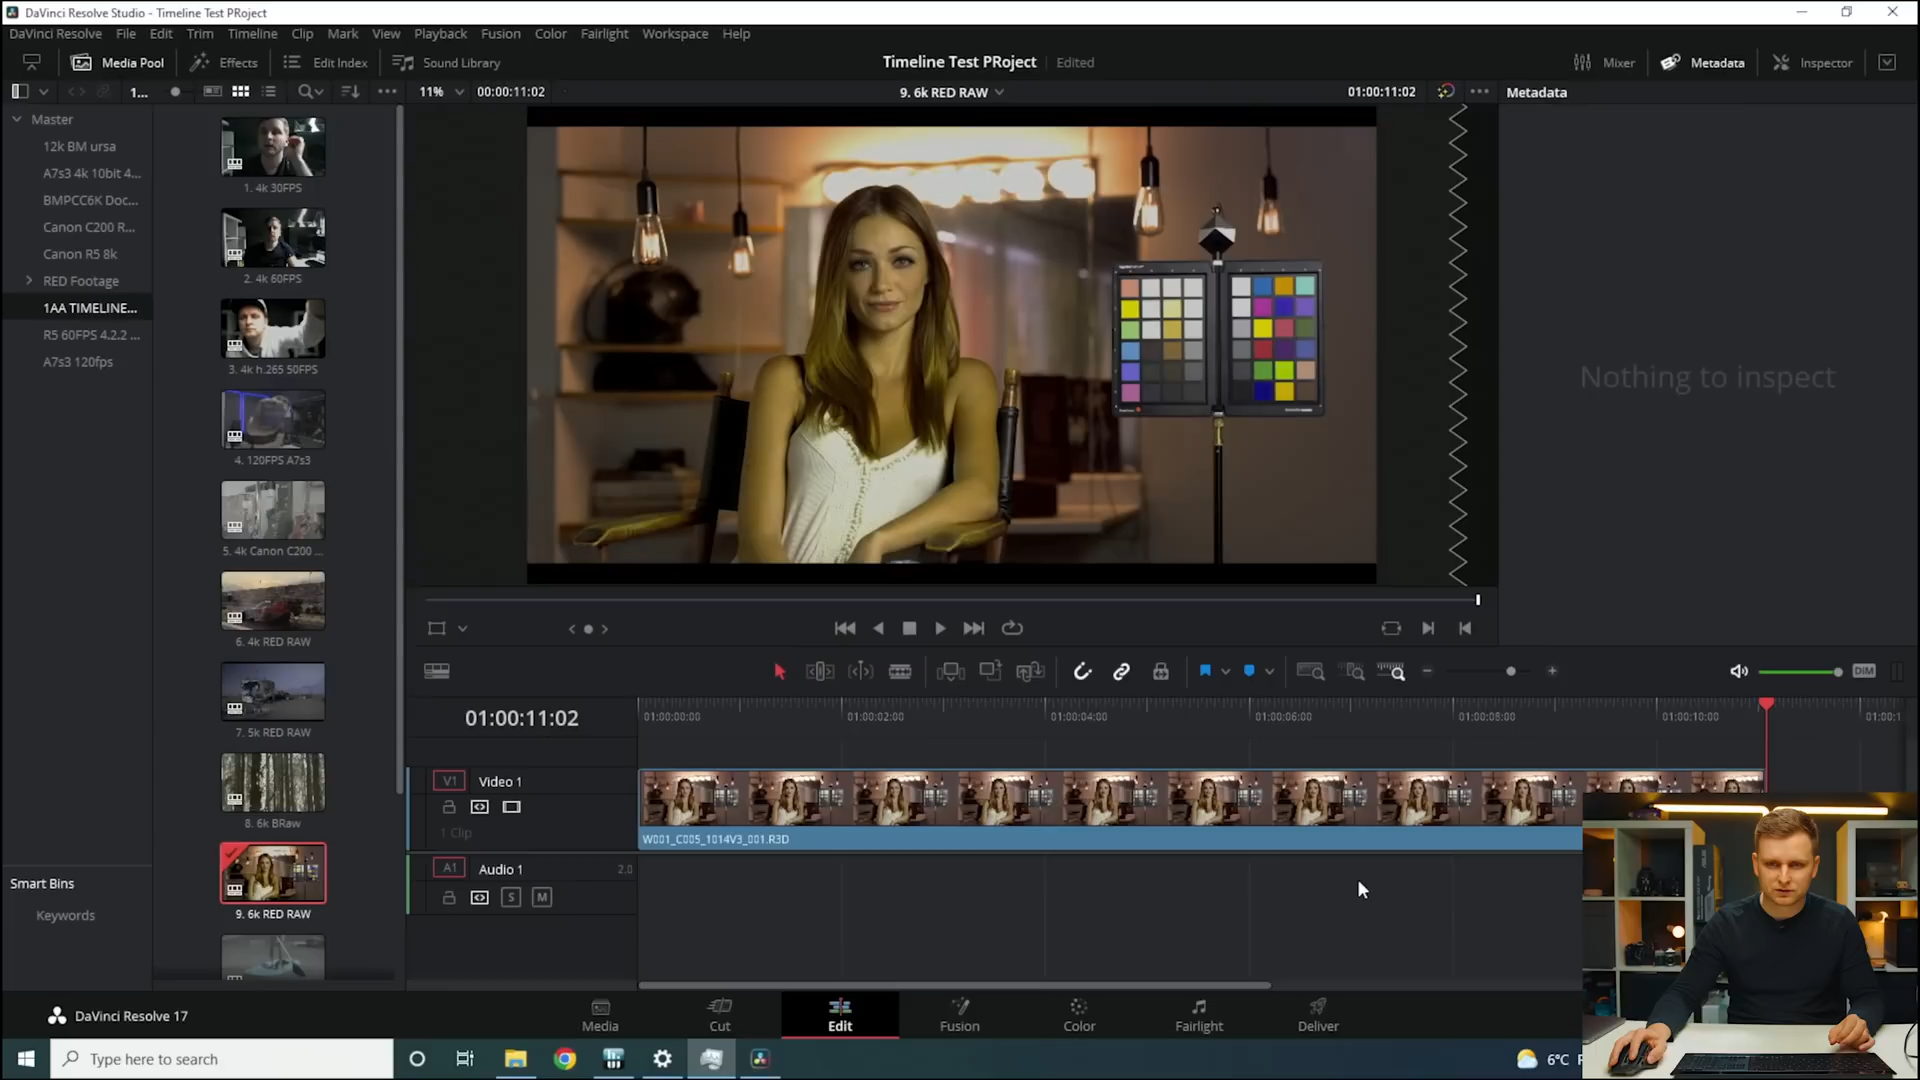 DaVinci Resolve Studio - Timeline Test PRoject
DaVinci Resolve File Edit Trim Timeline Clip Mark View Playback Fusion Color Fairlight Workspace Help
Media Pool Effects Edit Index Sound Library Timeline Test PRoject Edited Mixer Metadata Inspector
1... 11% 00:00:11:02 9. 6k RED RAW 01:00:11:02 Metadata
Master
12k BM ursa
A7s3 4k 10bit 4...
BMPCC6K Doc...
Canon C200 R...
Canon R5 8k
RED Footage
1AA TIMELINE...
R5 60FPS 4.2.2 ...
A7s3 120fps
1. 4k 30FPS
2. 4k 60FPS
3. 4k h.265 50FPS
4. 120FPS A7s3
5. 4k Canon C200 ...
6. 4k RED RAW
7. 5k RED RAW
8. 6k BRaw
9. 6k RED RAW
Nothing to inspect
DIM
01:00:11:02
01:00:00:00 01:00:02:00 01:00:04:00 01:00:06:00 01:00:08:00 01:00:10:00 01:00:1
V1 Video 1
1 Clip
W001_C005_1014V3_001.R3D
A1 Audio 1 2.0
S M
Smart Bins
Keywords
DaVinci Resolve 17
Media Cut Edit Fusion Color Fairlight Deliver
Type here to search
6°C